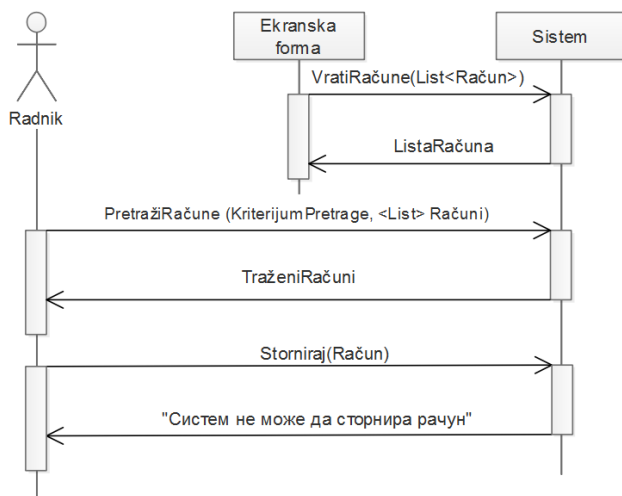 Ekranska
forma
Sistem
Radnik
VratiRačune(List<Račun>)
ListaRačuna
PretražiRačune (KriterijumPretrage, <List> Računi)
TraženiRačuni
Storniraj(Račun)
"Систем не може да сторнира рачун"